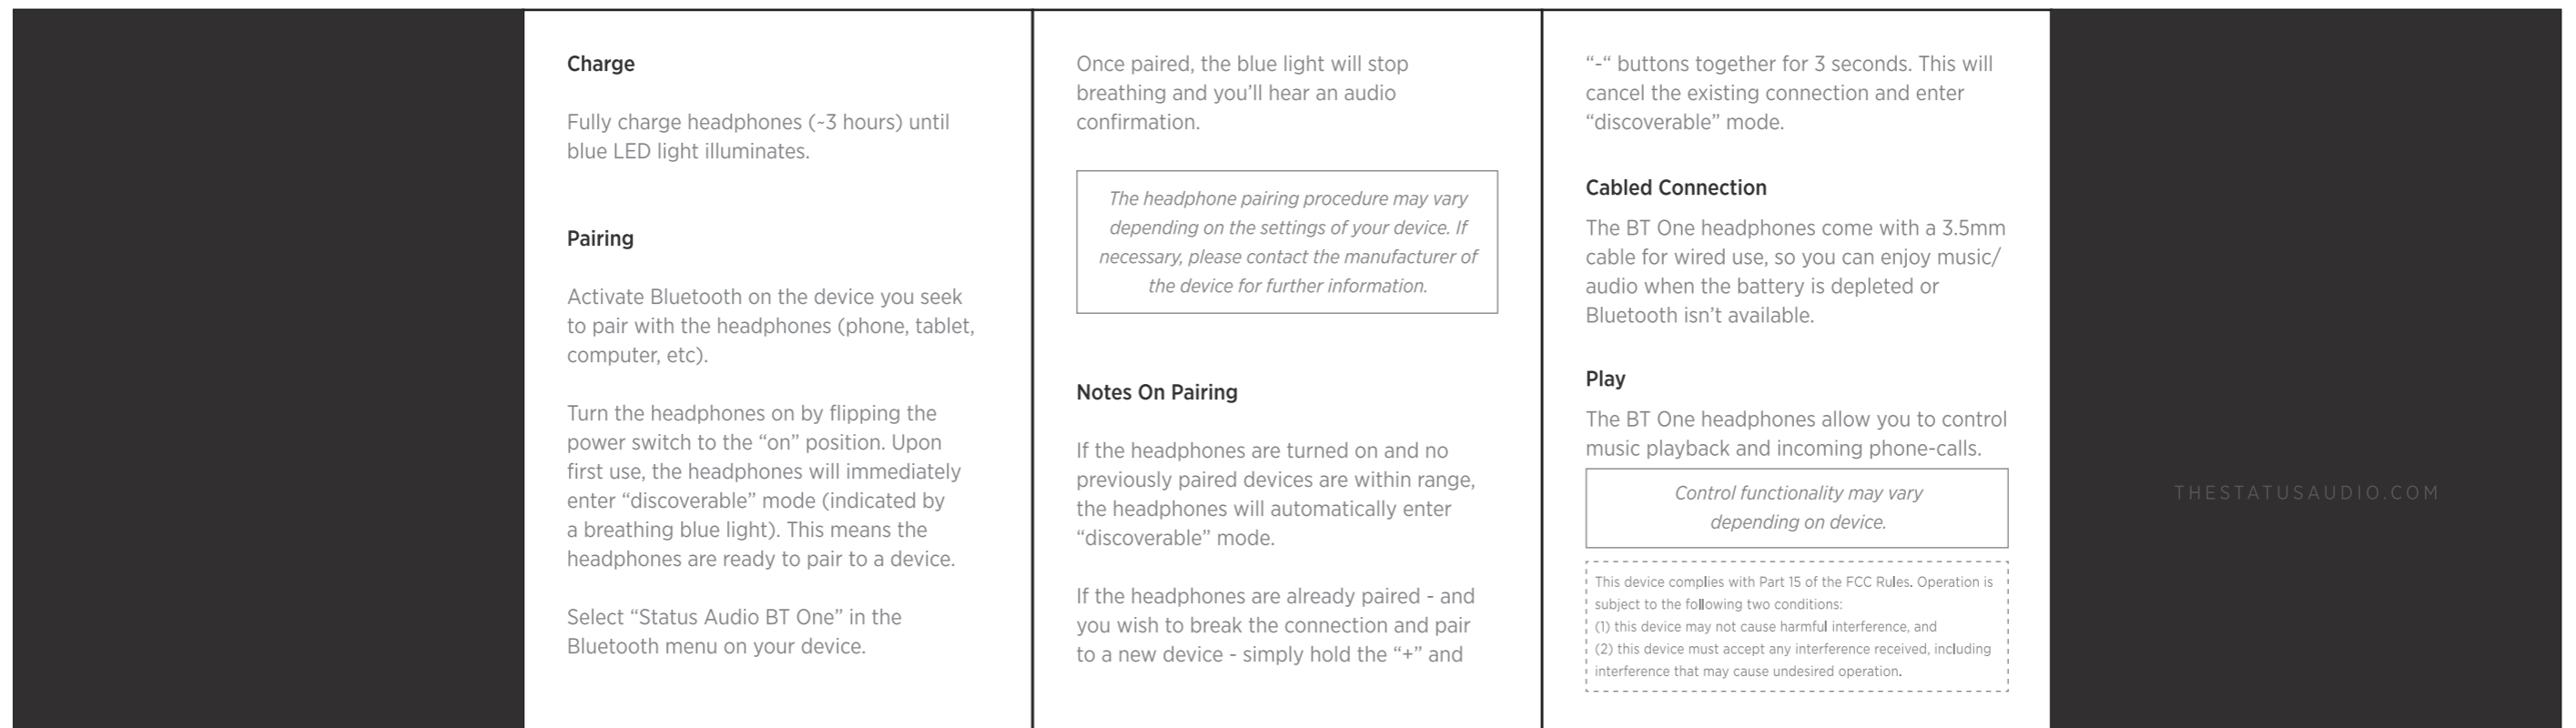 Charge
Fully charge headphones (~3 hours) until
blue LED light illuminates.
Pairing
Activate Bluetooth on the device you seek
to pair with the headphones (phone, tablet,
computer, etc).
Turn the headphones on by flipping the
power switch to the “on” position. Upon
first use, the headphones will immediately
enter “discoverable” mode (indicated by
a breathing blue light). This means the
headphones are ready to pair to a device.
Select “Status Audio BT One” in the
Bluetooth menu on your device.
Once paired, the blue light will stop
breathing and you’ll hear an audio
confirmation.
The headphone pairing procedure may vary
depending on the settings of your device. If
necessary, please contact the manufacturer of
the device for further information.
Notes On Pairing
If the headphones are turned on and no
previously paired devices are within range,
the headphones will automatically enter
“discoverable” mode.
If the headphones are already paired - and
you wish to break the connection and pair
to a new device - simply hold the “+” and
“-“ buttons together for 3 seconds. This will
cancel the existing connection and enter
“discoverable” mode.
Cabled Connection
The BT One headphones come with a 3.5mm
cable for wired use, so you can enjoy music/
audio when the battery is depleted or
Bluetooth isn’t available.
Play
The BT One headphones allow you to control
music playback and incoming phone-calls.
Control functionality may vary
depending on device.
This device complies with Part 15 of the FCC Rules. Operation is
subject to the following two conditions:
(1) this device may not cause harmful interference, and
(2) this device must accept any interference received, including
interference that may cause undesired operation.
THESTATUSAUDIO.COM